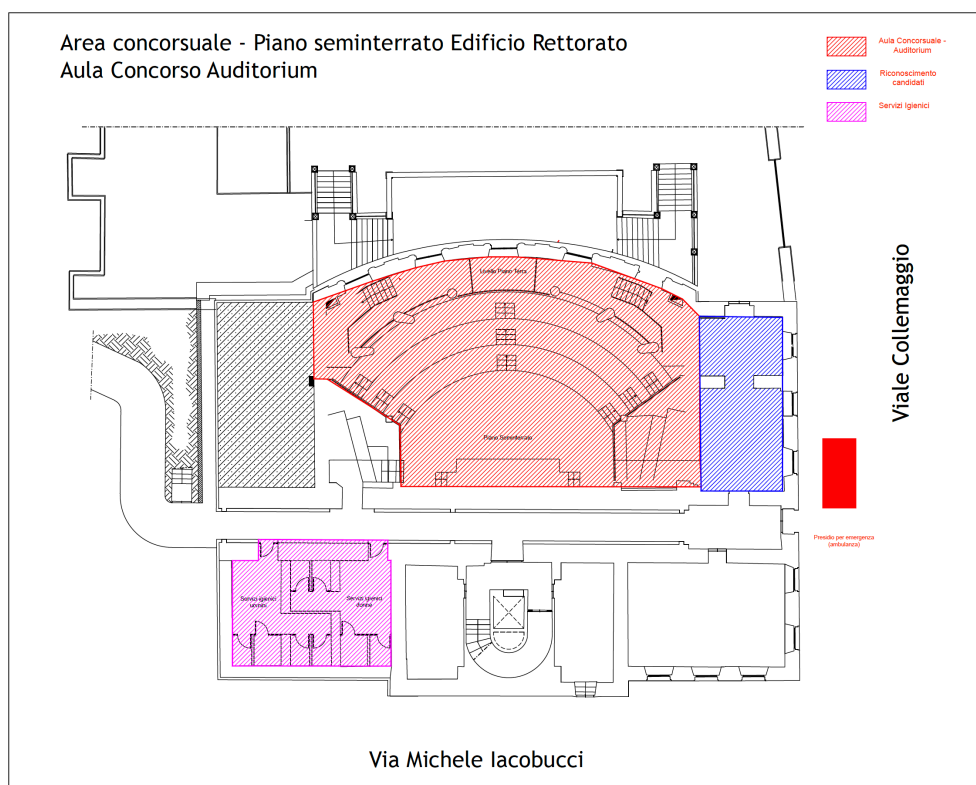 Area concorsuale - Piano seminterrato Edificio Rettorato
Aula Concorso Auditorium
Aula Concorsuale -
Auditorium
Riconoscimento
candidati
Servizi Igienici
Livello Piano Terra
Piano Seminterrato
Viale Collemaggio
Presidio per emergenza
(ambulanza)
Servizi igienici
uomini
Servizi igienici
donne
Via Michele Iacobucci